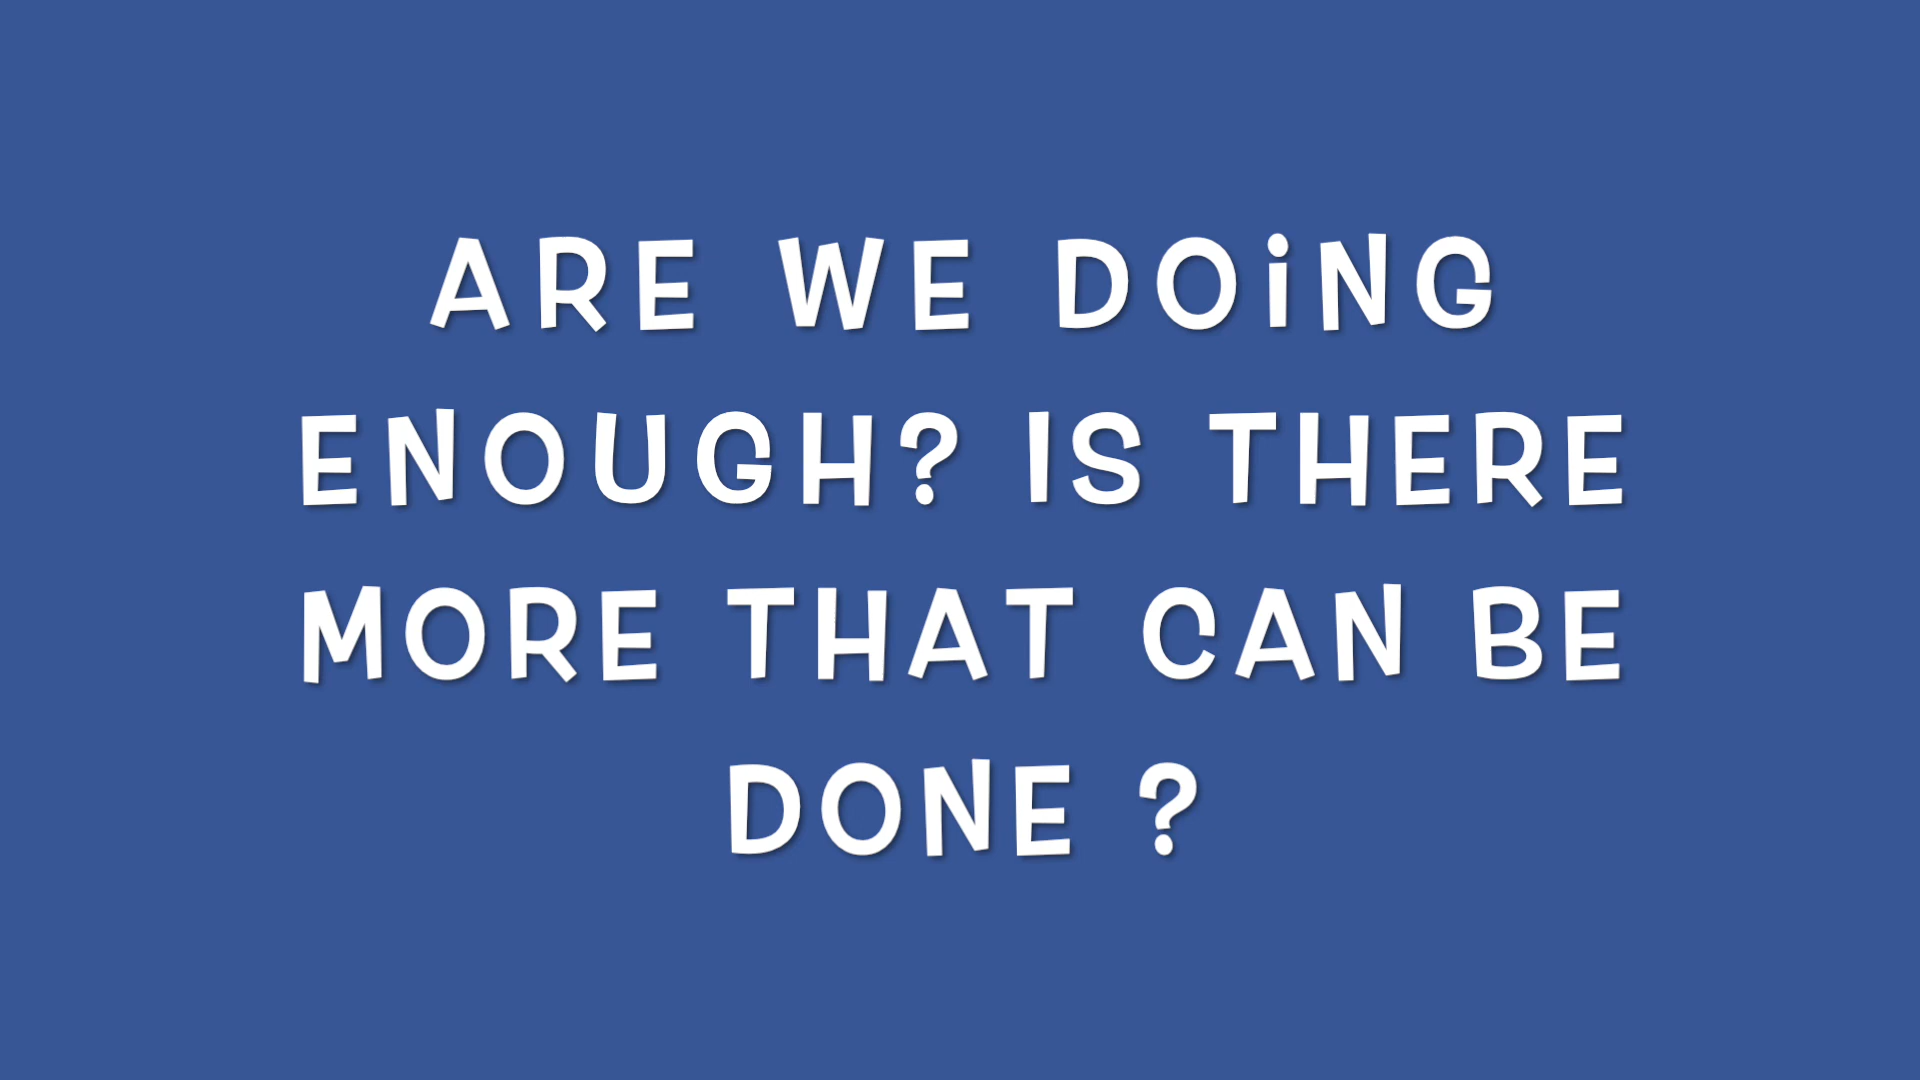 ARE WE DOiNG
ENOUGH? IS THERE
MORE THAT CAN BE
DONE ?